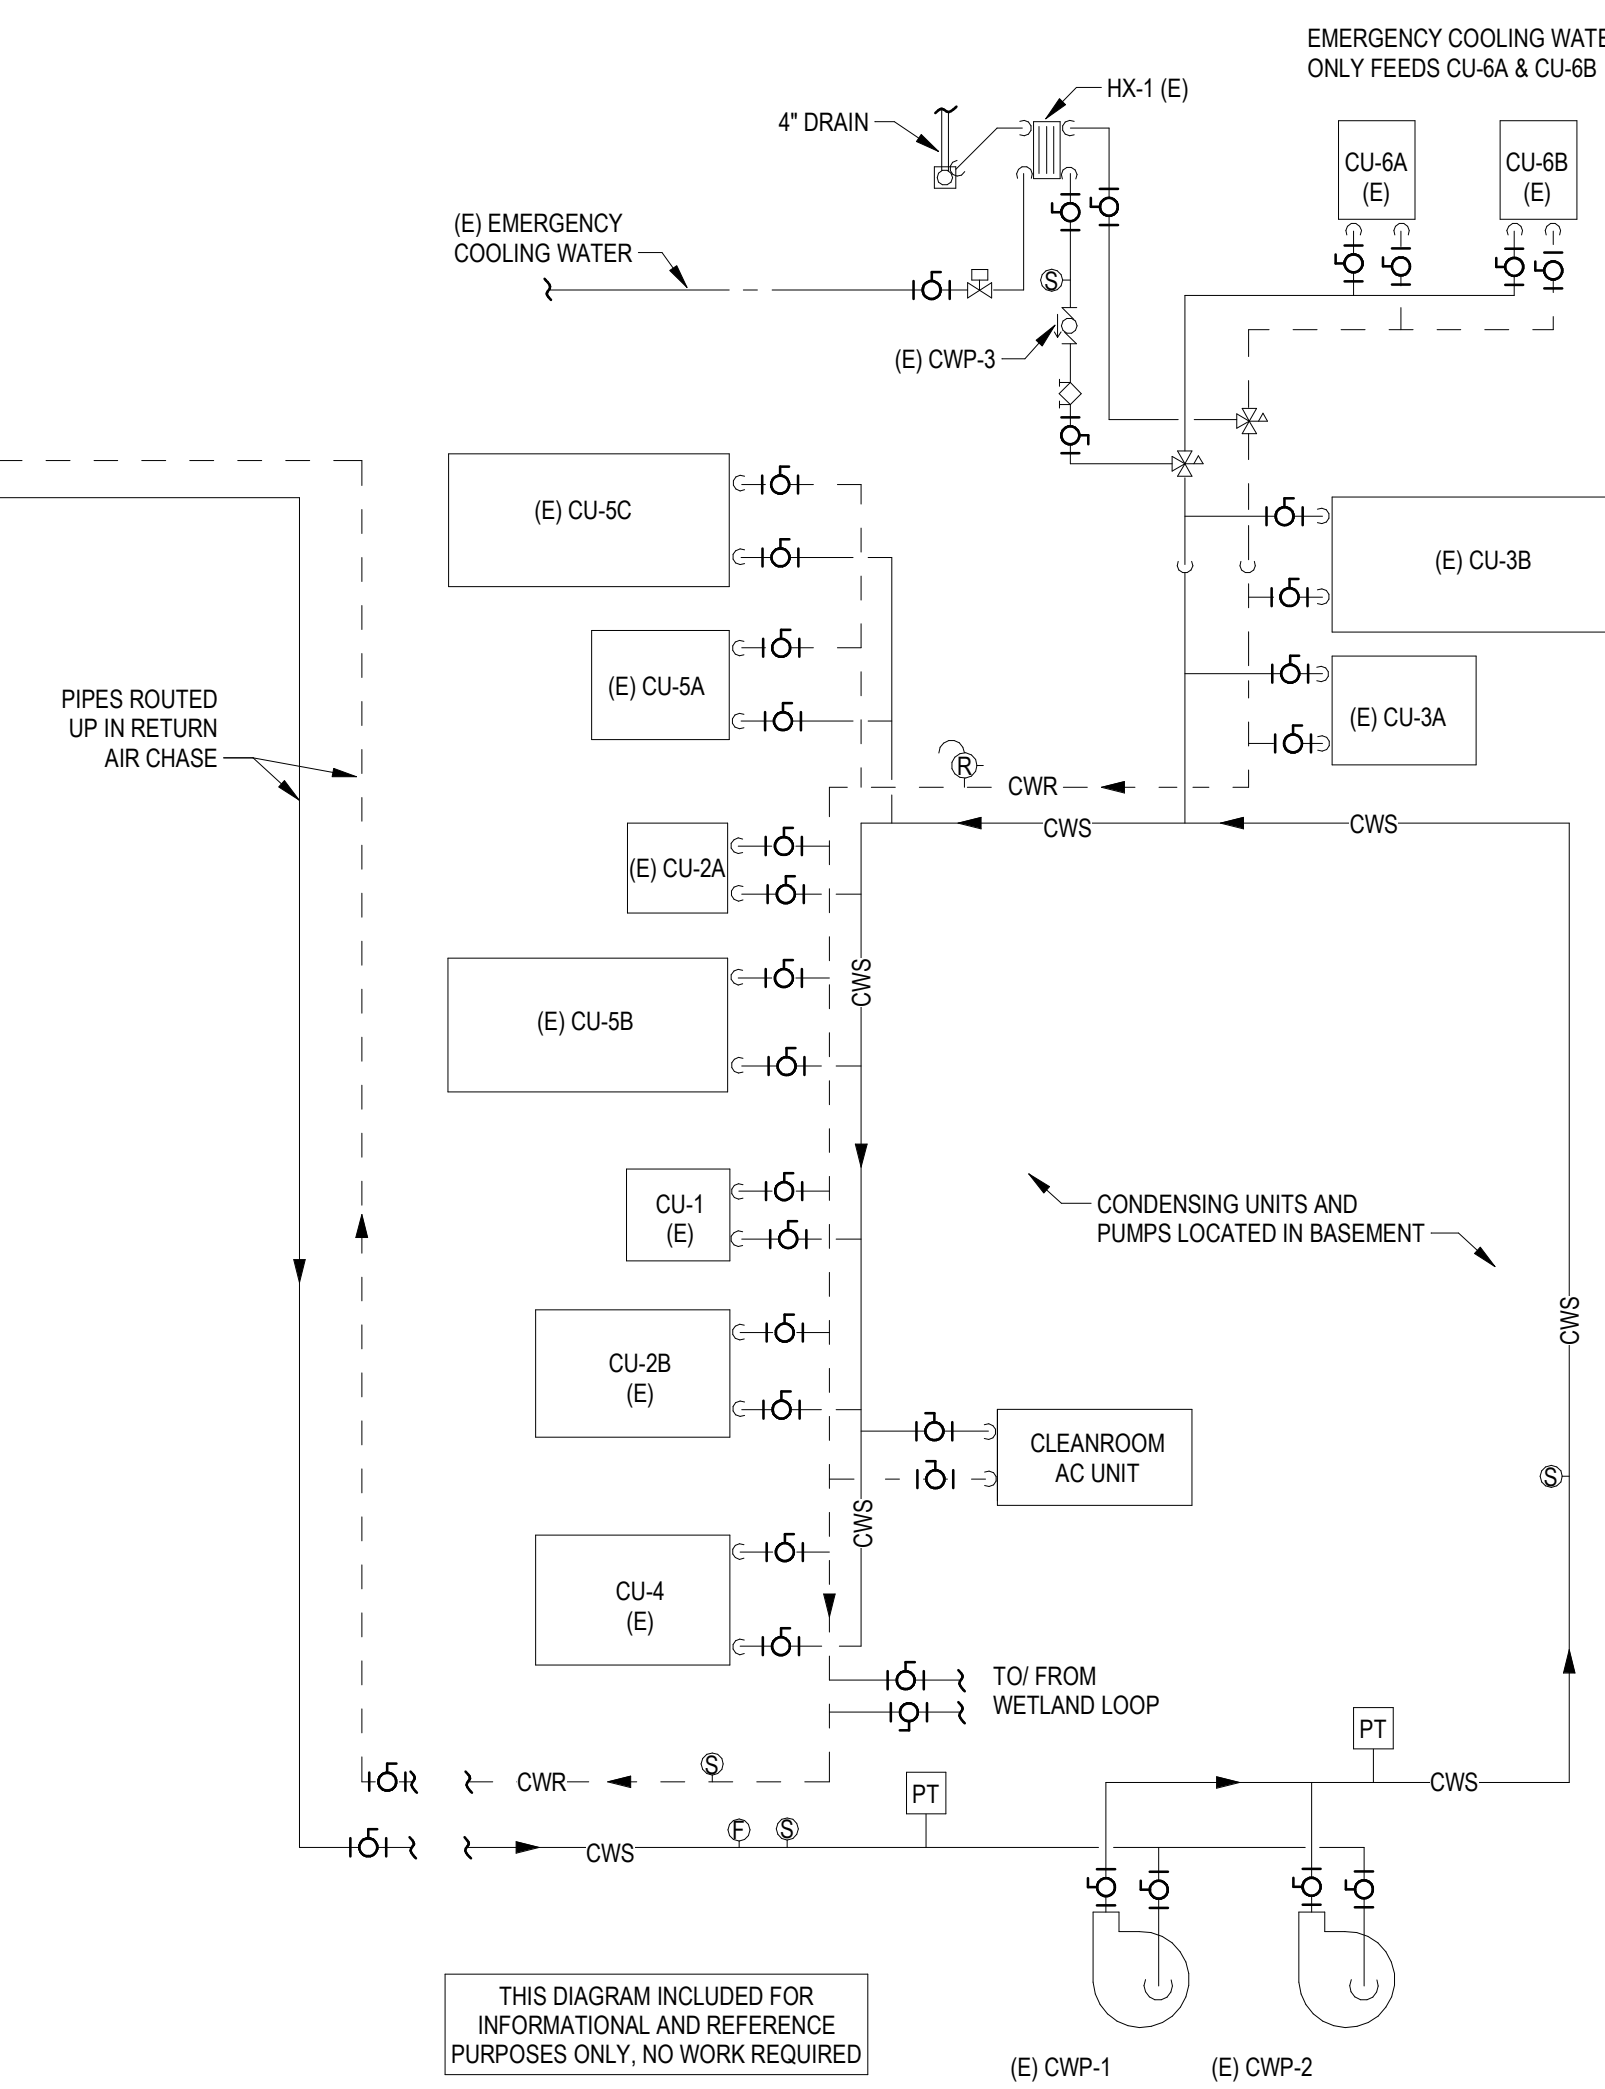 EMERGENCY COOLING WATE
ONLY FEEDS CU-6A & CU-6B
HX-1 (E)
4" DRAIN
CU-6A
(E)
CU-6B
(E)
(E) EMERGENCY
COOLING WATER
S
(E) CWP-3
(E) CU-5C
(E) CU-3B
(E) CU-5A
(E) CU-3A
PIPES ROUTED
UP IN RETURN
AIR CHASE
R
CWR
CWS
CWS
(E) CU-2A
CWS
(E) CU-5B
CU-1
(E)
CONDENSING UNITS AND
PUMPS LOCATED IN BASEMENT
CWS
CU-2B
(E)
CLEANROOM
AC UNIT
S
CWS
CU-4
(E)
TO/ FROM
WETLAND LOOP
PT
S
CWR
CWS
PT
F
S
CWS
THIS DIAGRAM INCLUDED FOR
INFORMATIONAL AND REFERENCE
PURPOSES ONLY, NO WORK REQUIRED
(E) CWP-1
(E) CWP-2